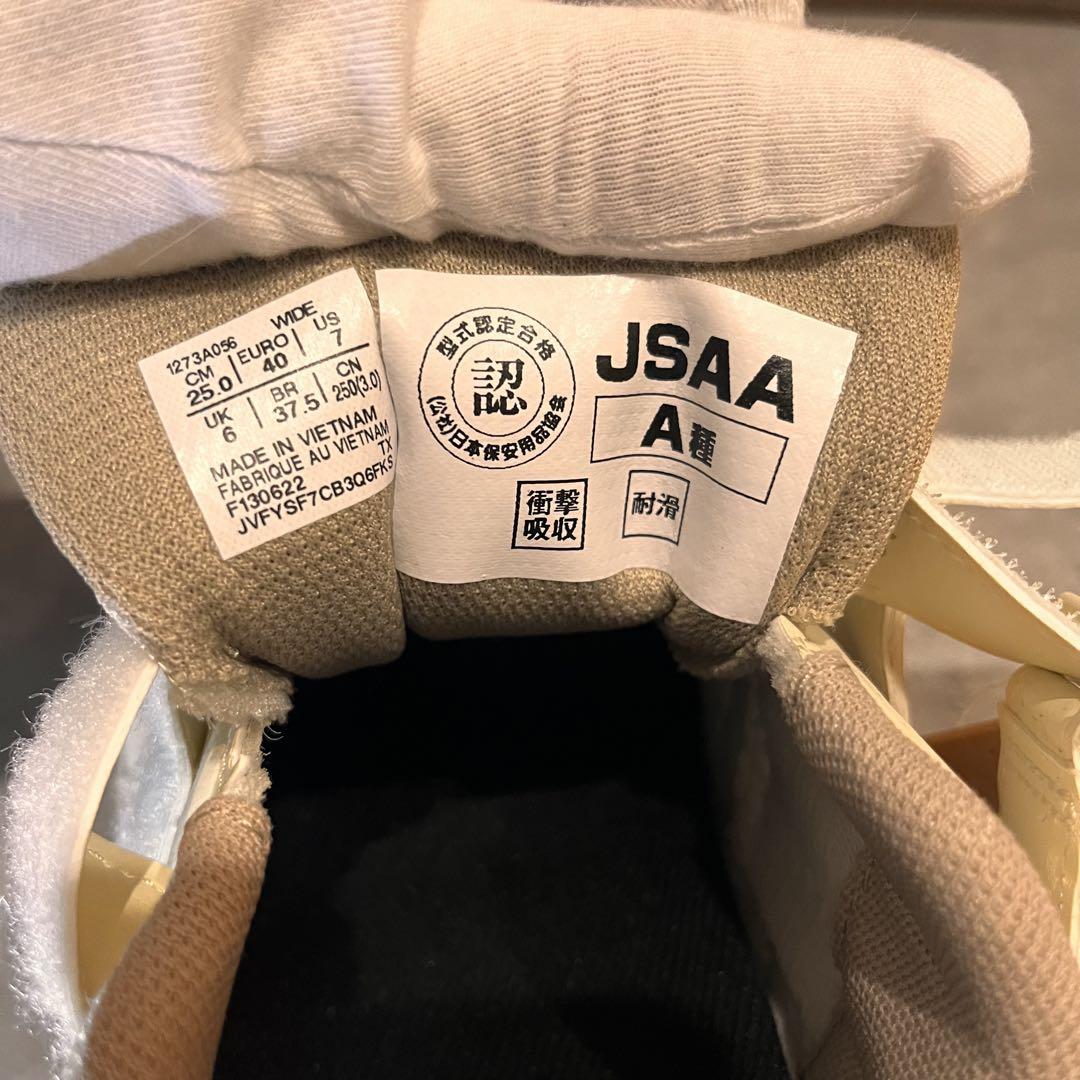 1273A056 WIDE
CM 25.0 | EURO 40 | US 7
UK 6 | BR 37.5 | CN 250(3.0)
MADE IN VIETNAM
FABRIQUE AU VIETNAM
F130622 TX
JVFYSF7CB3Q6FKS
型式認定合格
認
(公社)日本保安用品協会
JSAA
A種
衝撃
吸収
耐滑